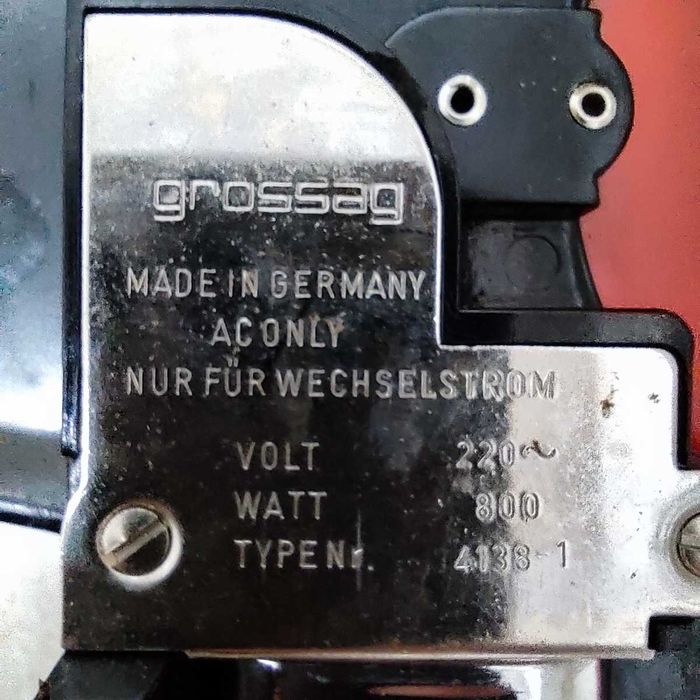 grossag
MADE IN GERMANY
AC ONLY
NUR FÜR WECHSELSTROM
VOLT 220~
WATT 800
TYPE Nr. 4138-1